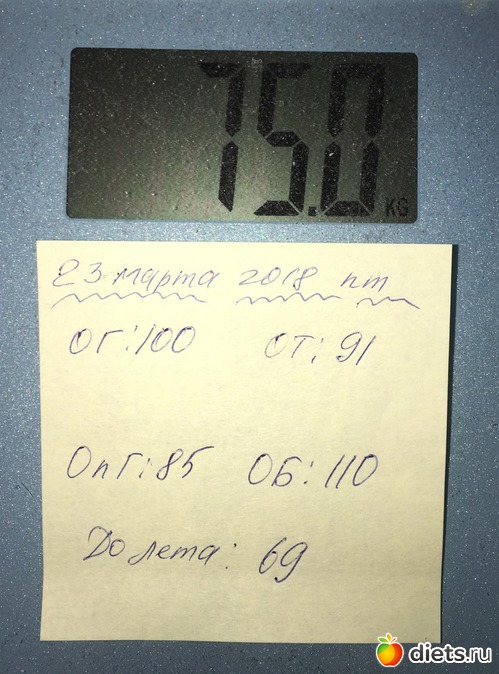 75.0 KG
23 марта 2018 пт
ОГ: 100 ОТ: 91
ОпГ: 85 ОБ: 110
До лета: 69
diets.ru